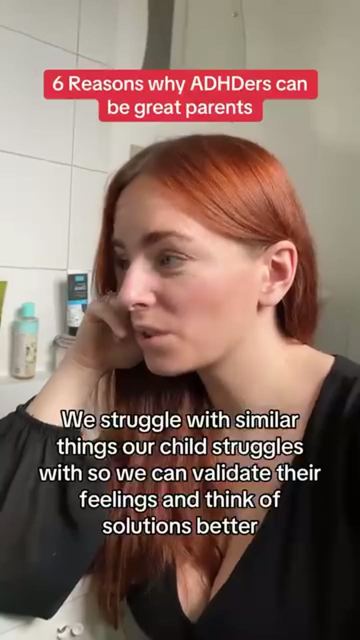 6 Reasons why ADHDers can
be great parents
We struggle with similar
things our child struggles
with so we can validate their
feelings and think of
solutions better